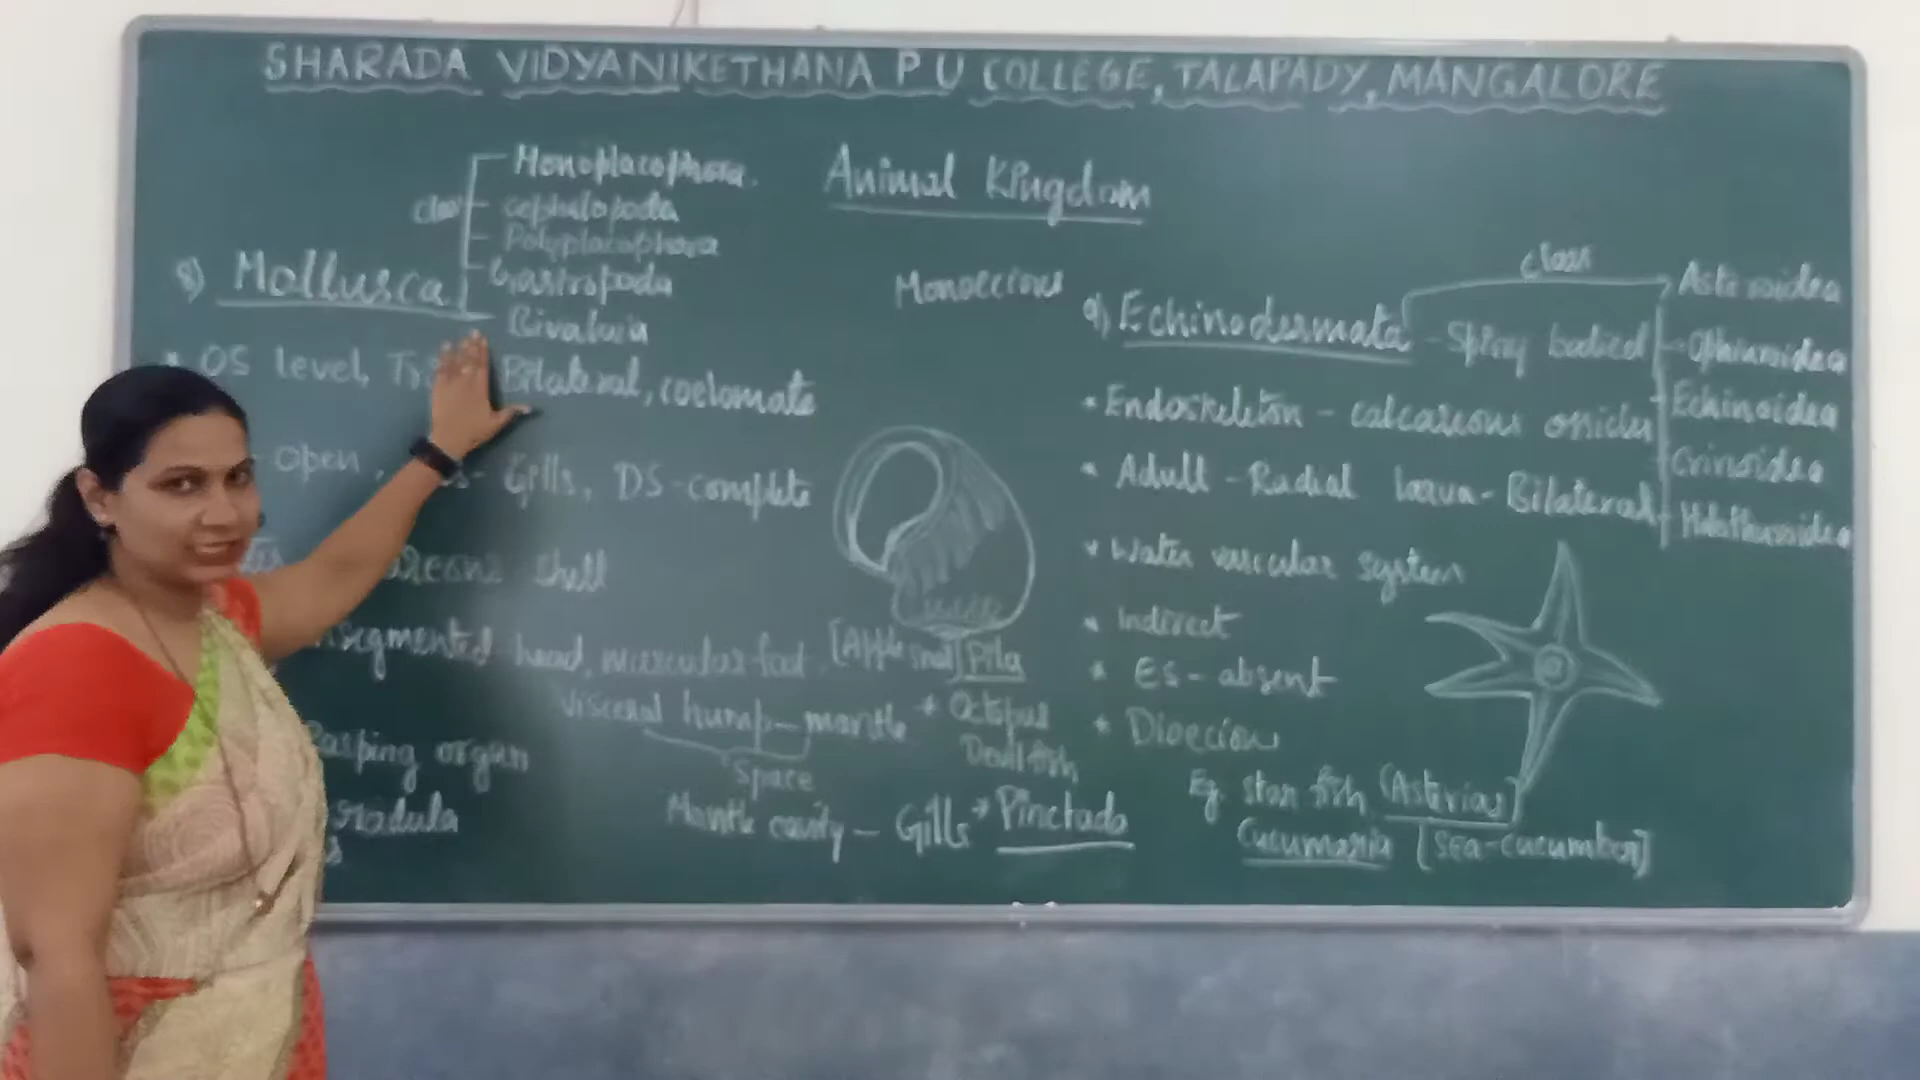 SHARADA VIDYANIKETHANA P U COLLEGE, TALAPADY, MANGALORE
Animal Kingdom
8) Mollusca
class
Monoplacophora.
Cephalopoda
Polyplacophora
Gastropoda
Bivalvia
OS level, Bilateral, coelomate
open, Gills, DS-complete
shell
head, muscular foot
Visceral hump-mantle
Space
Mantle cavity - Gills
Rasping organ
radula
[Apple snail] Pila
* Octopus
Devilfish
* Pinctada
Monoecious
9) Echinodermata - Spiny bodied
class
Asteroidea
Ophiuroidea
Echinoidea
Crinoidea
Holothuroidea
* Endoskeleton - calcareous
* Adult - Radial larva - Bilateral
* Water vascular system
* Indirect
* ES - absent
* Dioecious
Eg. Star fish (Asterias)
Cucumaria [sea-cucumber]